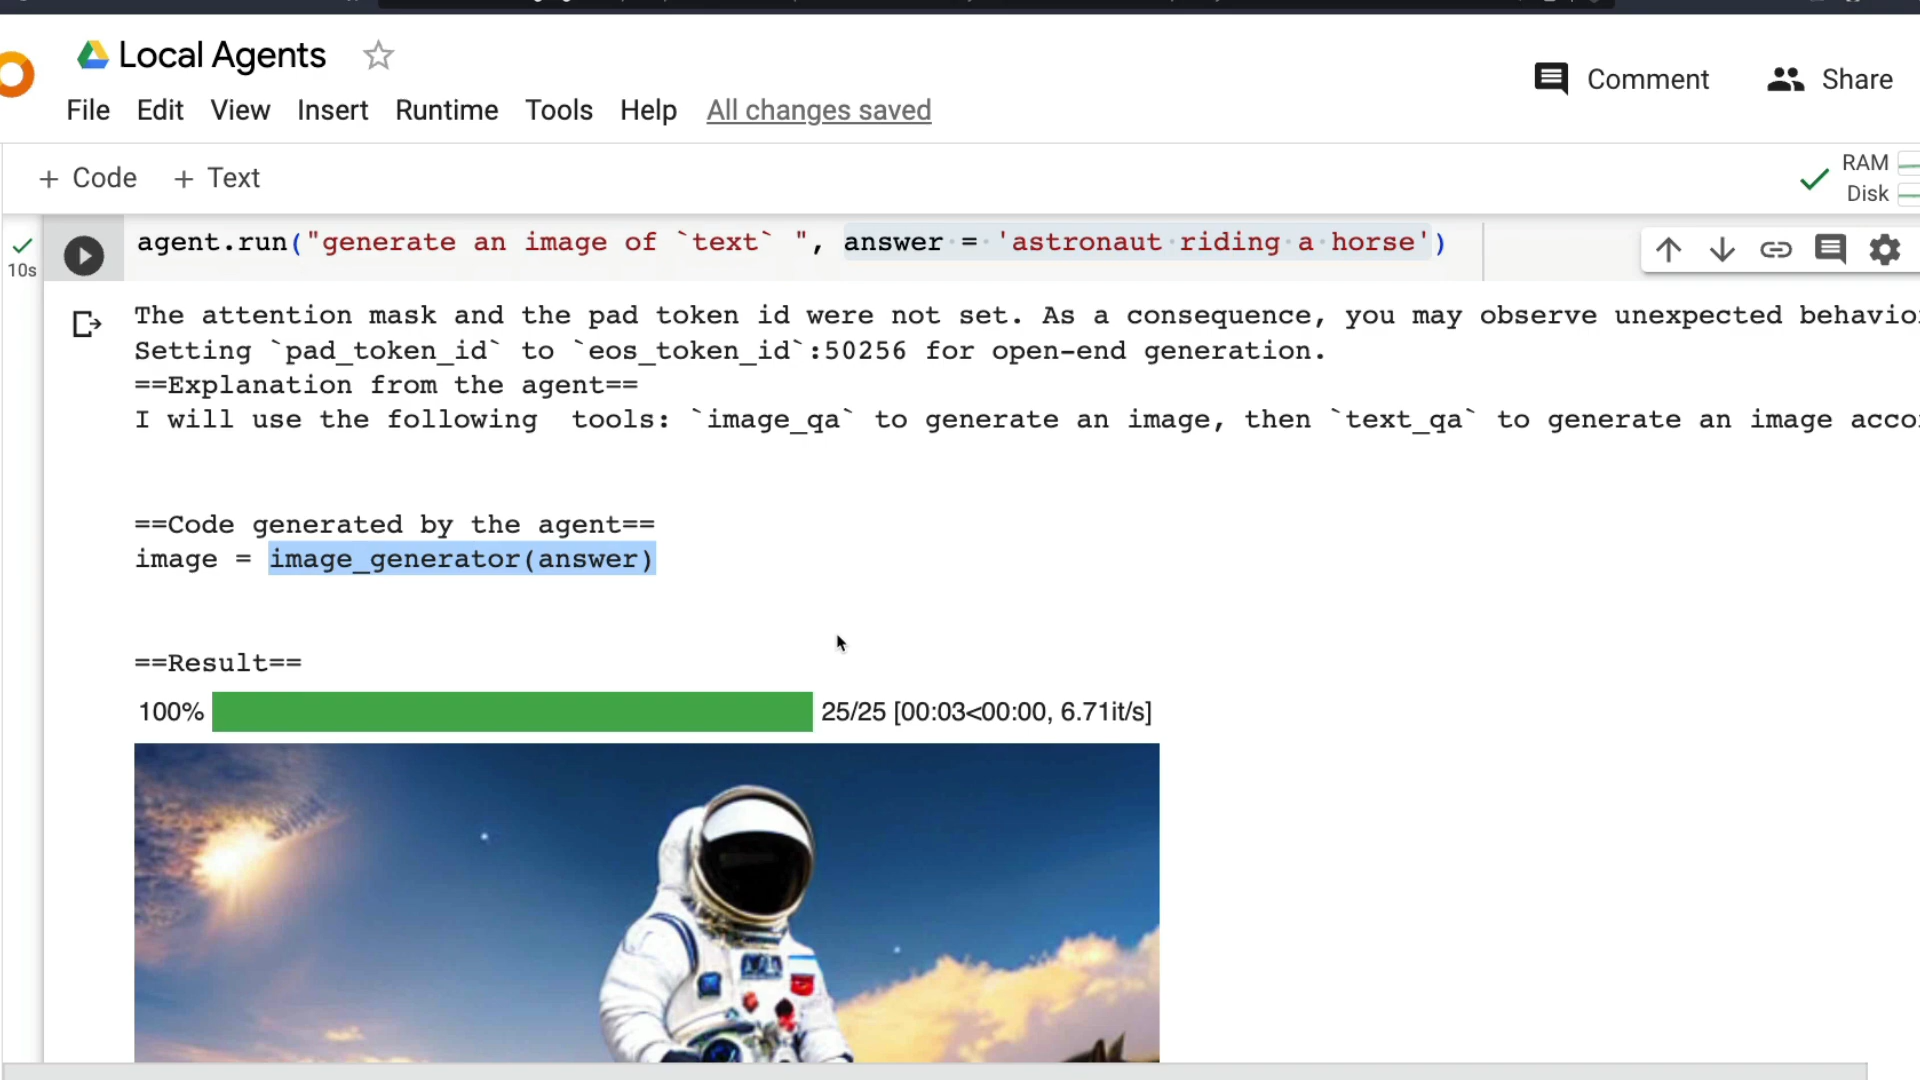 Local Agents
Comment
Share
File Edit View Insert Runtime Tools Help All changes saved
+ Code + Text
RAM
Disk
agent.run("generate an image of `text` ", answer = 'astronaut riding a horse')
10s
The attention mask and the pad token id were not set. As a consequence, you may observe unexpected behavio
Setting `pad_token_id` to `eos_token_id`:50256 for open-end generation.
==Explanation from the agent==
I will use the following  tools: `image_qa` to generate an image, then `text_qa` to generate an image acco
==Code generated by the agent==
image = image_generator(answer)
==Result==
100% 25/25 [00:03<00:00, 6.71it/s]